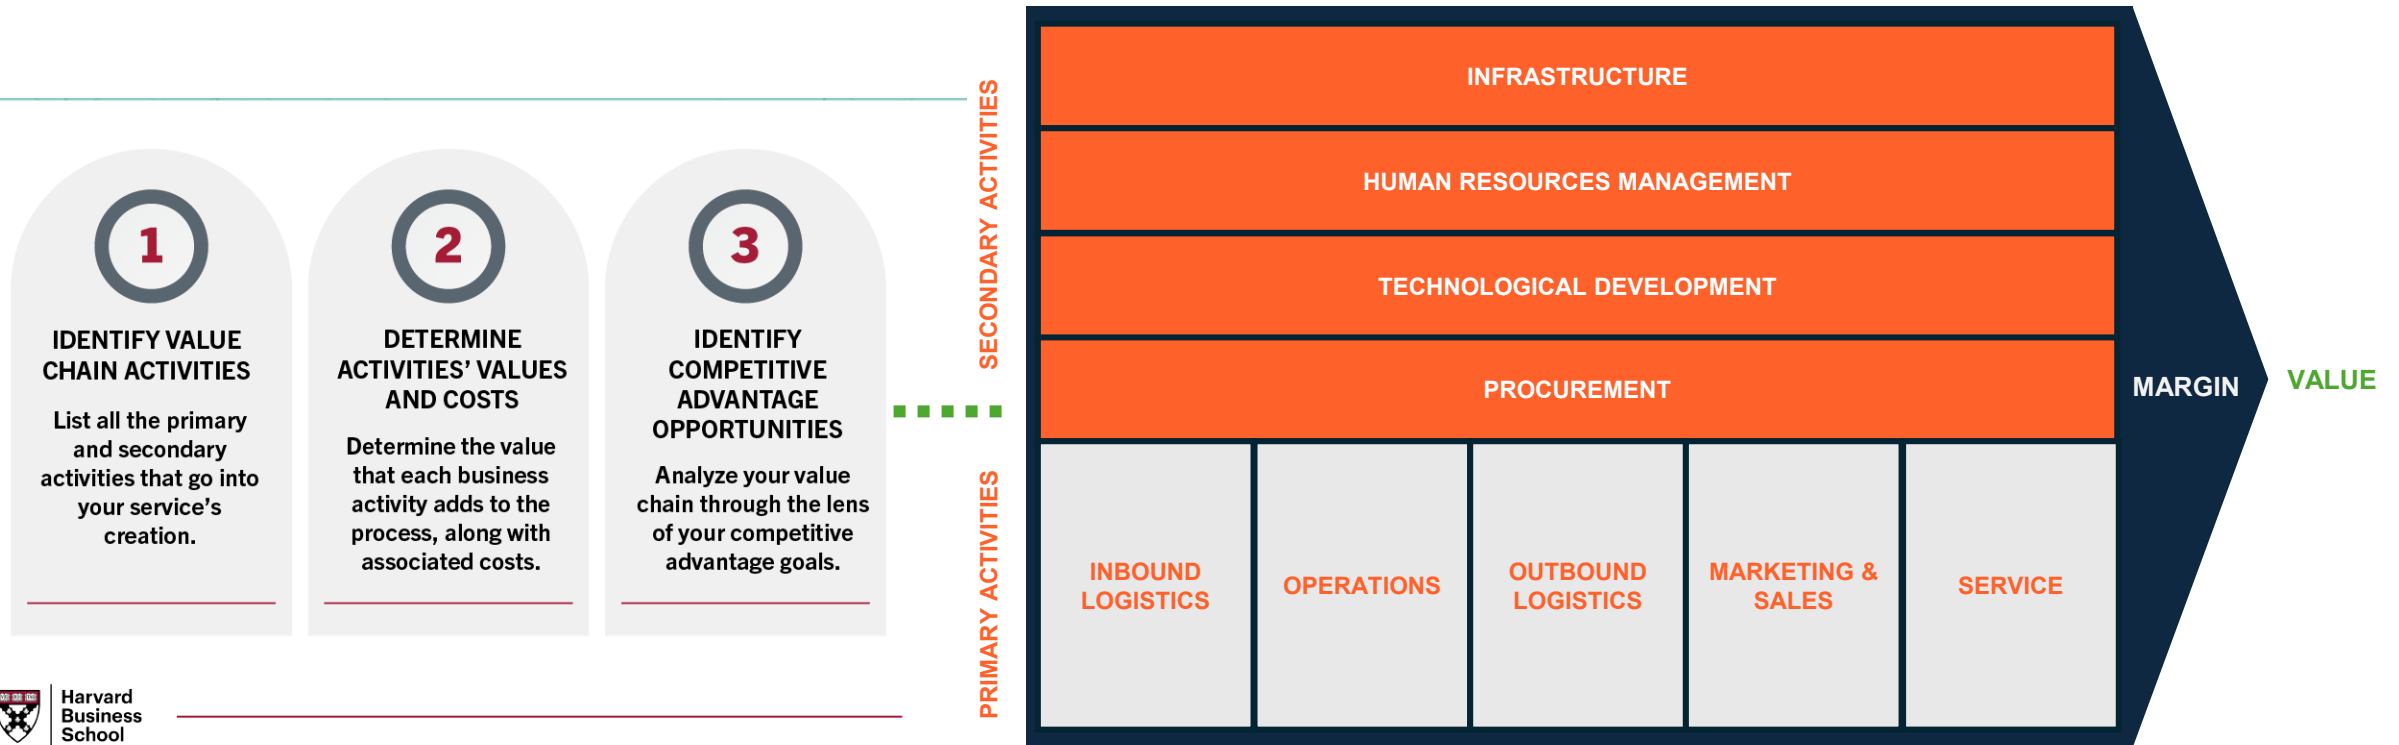 1
IDENTIFY VALUE
CHAIN ACTIVITIES
List all the primary
and secondary
activities that go into
your service's
creation.
2
DETERMINE
ACTIVITIES' VALUES
AND COSTS
Determine the value
that each business
activity adds to the
process, along with
associated costs.
3
IDENTIFY
COMPETITIVE
ADVANTAGE
OPPORTUNITIES
Analyze your value
chain through the lens
of your competitive
advantage goals.
Harvard
Business
School
SECONDARY ACTIVITIES
INFRASTRUCTURE
HUMAN RESOURCES MANAGEMENT
TECHNOLOGICAL DEVELOPMENT
PROCUREMENT
PRIMARY ACTIVITIES
INBOUND
LOGISTICS
OPERATIONS
OUTBOUND
LOGISTICS
MARKETING &
SALES
SERVICE
MARGIN
VALUE